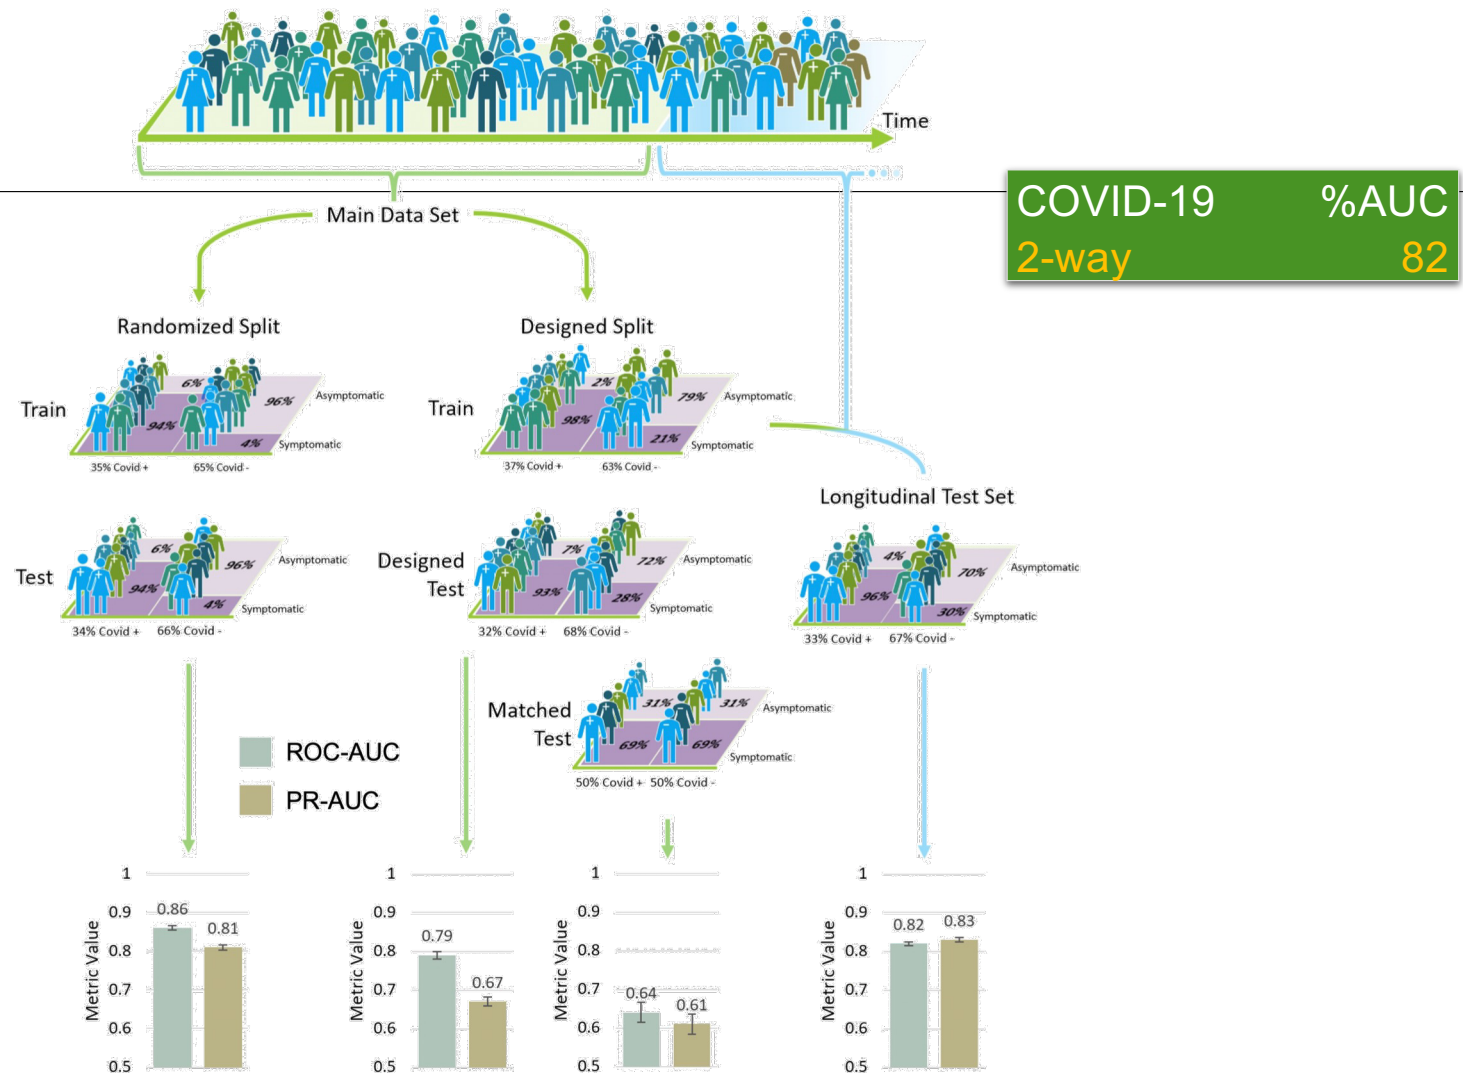 Time
COVID-19 %AUC
2-way 82
Main Data Set
Randomized Split
Designed Split
Train
6%
96%
94%
4%
Asymptomatic
Symptomatic
35% Covid +
65% Covid -
Train
2%
79%
98%
21%
Asymptomatic
Symptomatic
37% Covid +
63% Covid -
Longitudinal Test Set
Test
6%
96%
94%
4%
Asymptomatic
Symptomatic
34% Covid +
66% Covid -
Designed
Test
7%
72%
93%
28%
Asymptomatic
Symptomatic
32% Covid +
68% Covid -
4%
70%
96%
30%
Asymptomatic
Symptomatic
33% Covid +
67% Covid -
Matched
Test
31%
31%
69%
69%
Asymptomatic
Symptomatic
50% Covid +
50% Covid -
ROC-AUC
PR-AUC
Metric Value
1
0.9
0.8
0.7
0.6
0.5
0.86
0.81
Metric Value
1
0.9
0.8
0.7
0.6
0.5
0.79
0.67
Metric Value
1
0.9
0.8
0.7
0.6
0.5
0.64
0.61
Metric Value
1
0.9
0.8
0.7
0.6
0.5
0.82
0.83